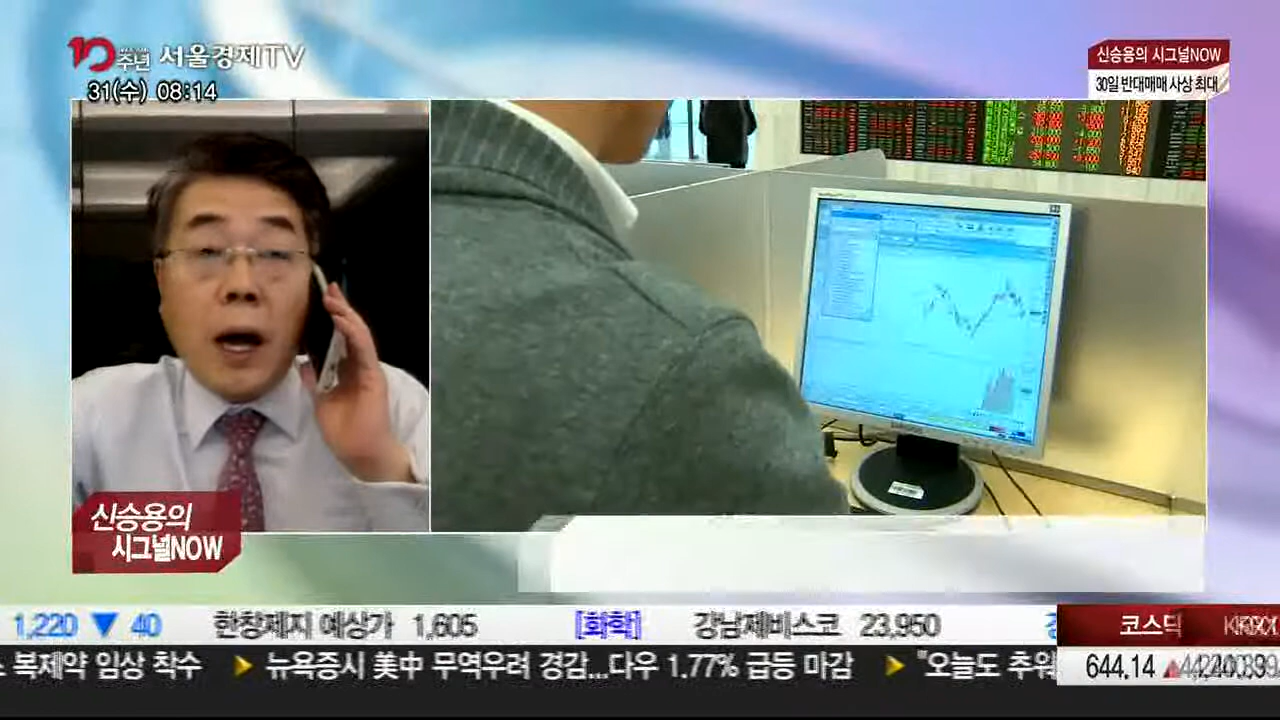 10주년 서울경제TV
31(수) 08:14
신승용의 시그널NOW
30일 반대매매 사상 최대
신승용의
시그널NOW
1,220 ▼ 40 한창제지 예상가 1,605 [화학] 강남제비스코 23,950
코스닥
복제약 임상 착수 ▶ 뉴욕증시 美中 무역우려 경감...다우 1.77% 급등 마감 ▶ "오늘도 추워
644.14 ▲